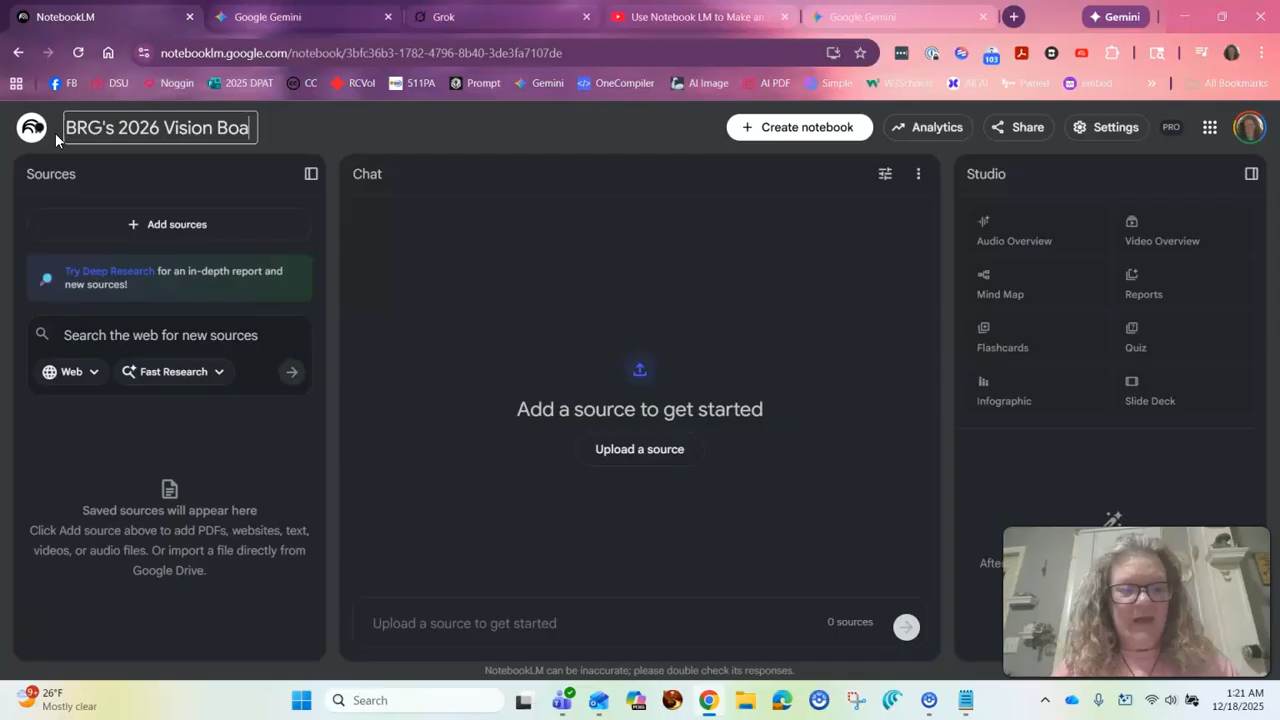 NotebookLM
Google Gemini
Grok
Use Notebook LM to Make an
Google Gemini
Gemini
notebooklm.google.com/notebook/3bfc36b3-1782-4796-8b40-3de3fa7107de
103
FB
DSU
Noggin
2025 DPAT
CC
RCVol
511PA
Prompt
Gemini
OneCompiler
AI Image
AI PDF
Simple
W3Schools
All AI
Pwned
embed
All Bookmarks
BRG's 2026 Vision Boa
Create notebook
Analytics
Share
Settings
PRO
Sources
Add sources
Try Deep Research for an in-depth report and
new sources!
Search the web for new sources
Web
Fast Research
Saved sources will appear here
Click Add source above to add PDFs, websites, text,
videos, or audio files. Or import a file directly from
Google Drive.
Chat
Add a source to get started
Upload a source
Upload a source to get started
0 sources
NotebookLM can be inaccurate; please double check its responses.
Studio
Audio Overview
Video Overview
Mind Map
Reports
Flashcards
Quiz
Infographic
Slide Deck
9+
26°F
Mostly clear
Search
1:21 AM
12/18/2025